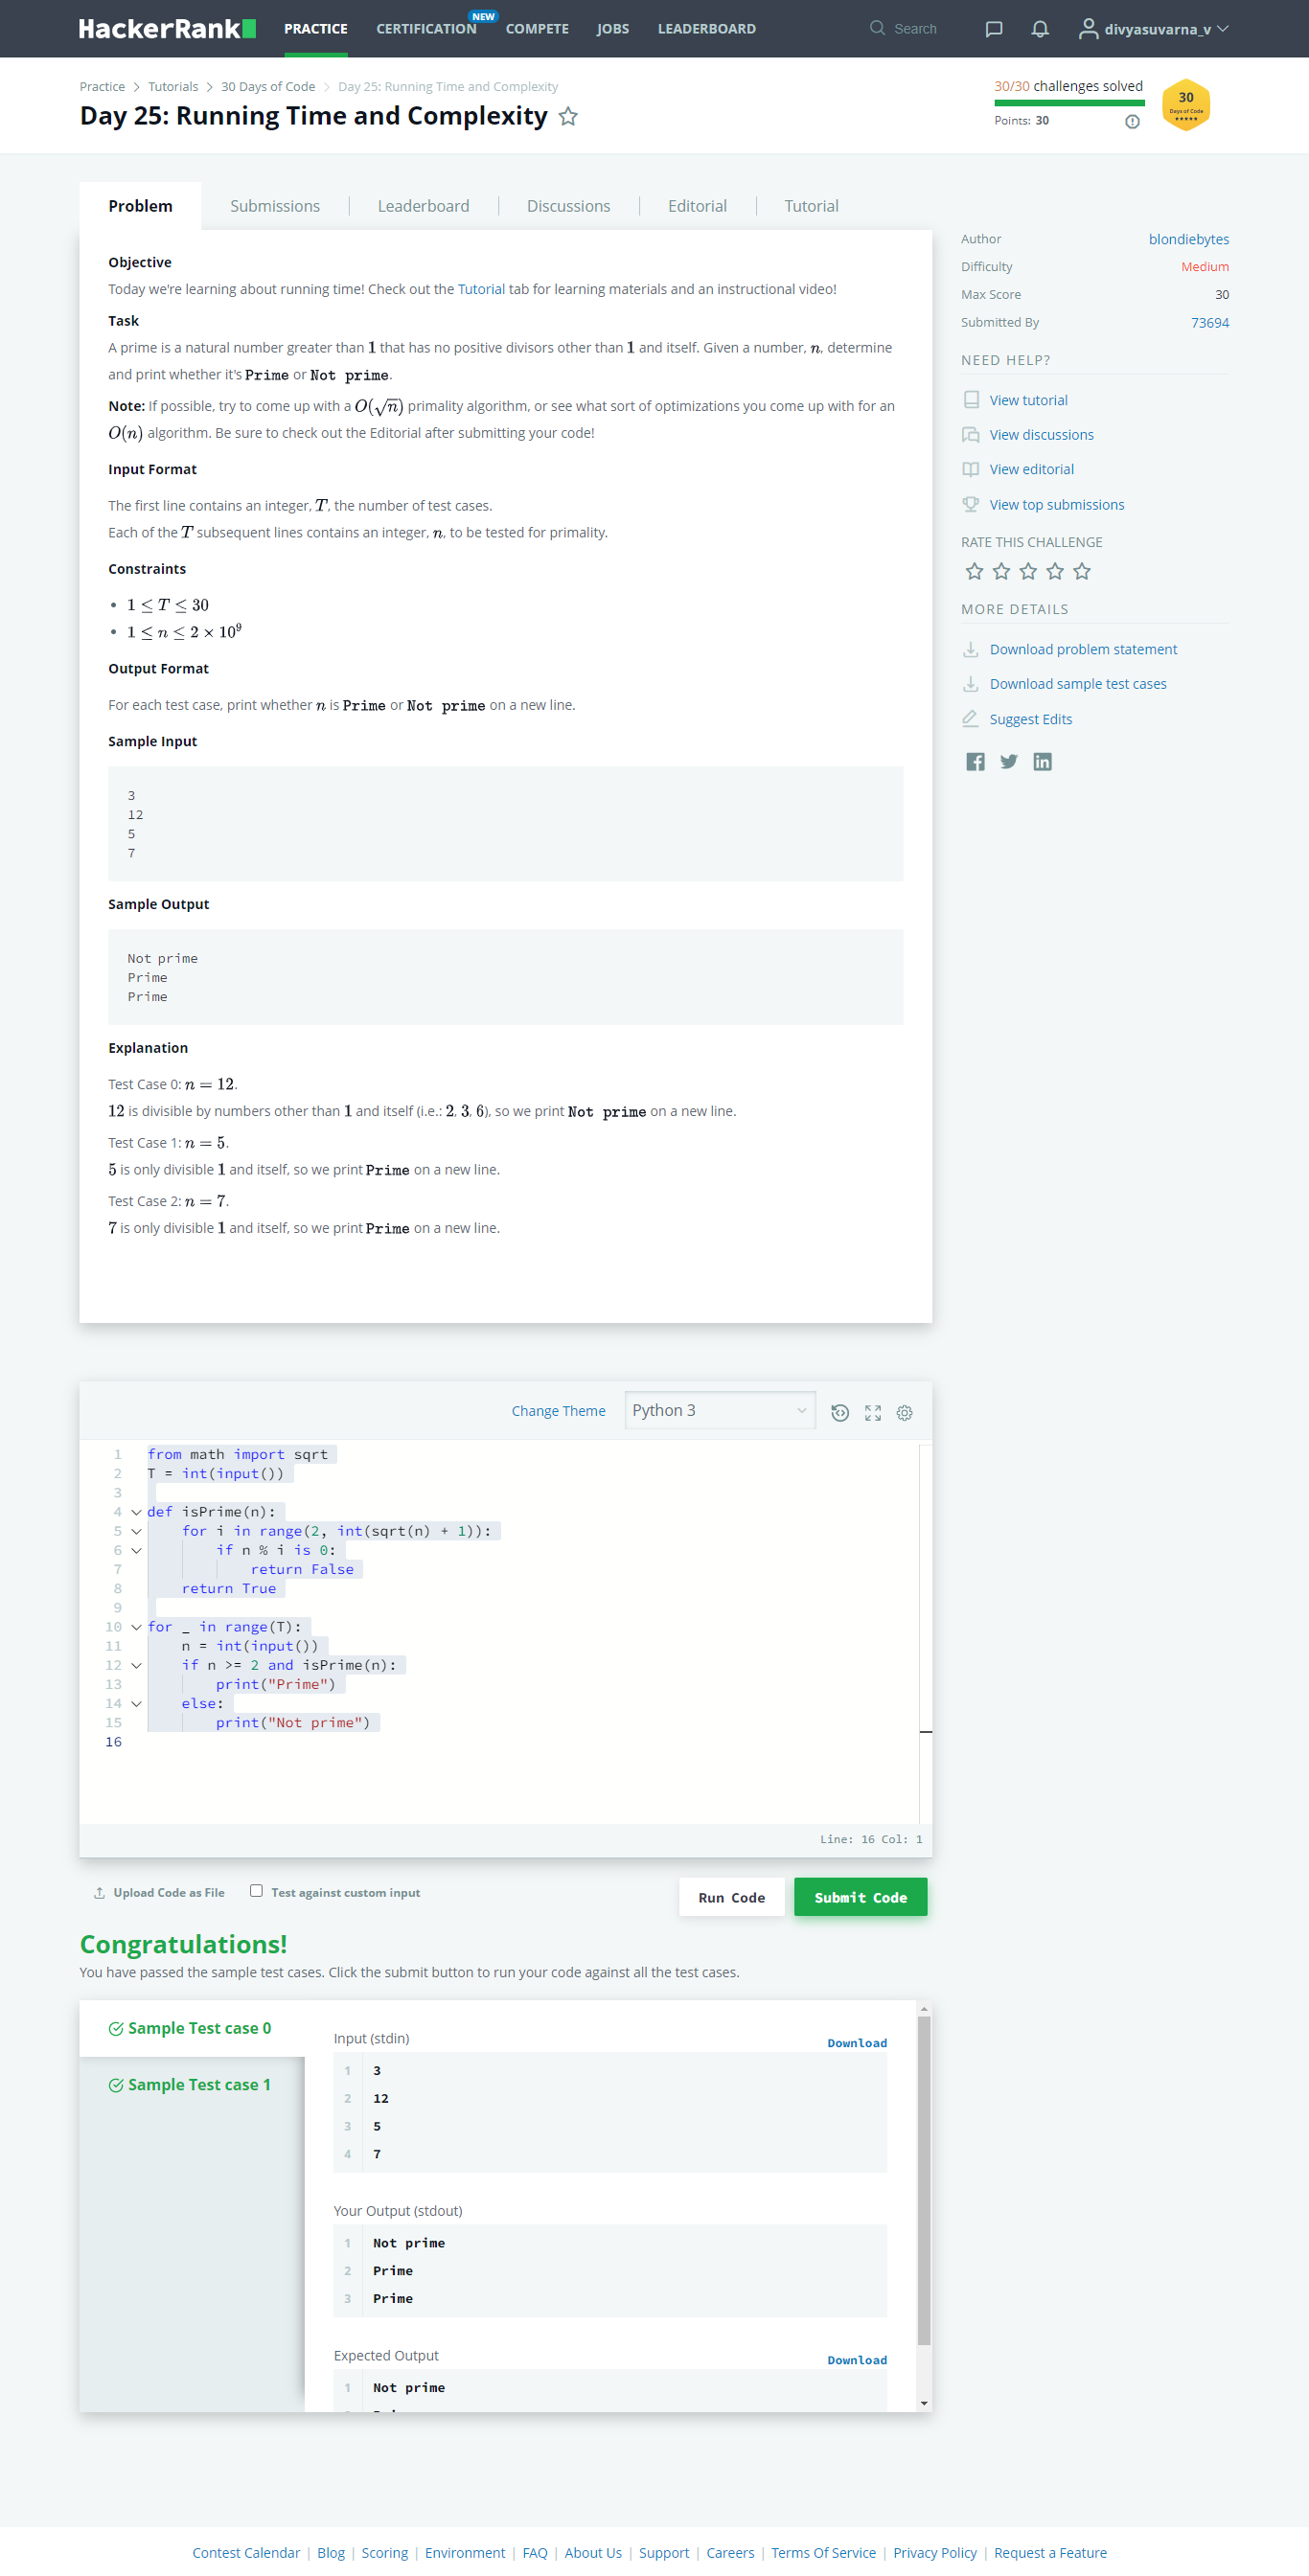 HackerRank
PRACTICE
CERTIFICATION
NEW
COMPETE
JOBS
LEADERBOARD
Search
divyasuvarna_v
Practice > Tutorials > 30 Days of Code > Day 25: Running Time and Complexity
Day 25: Running Time and Complexity
30/30 challenges solved
Points: 30
30
Days of Code
Problem
Submissions
Leaderboard
Discussions
Editorial
Tutorial
Objective
Today we're learning about running time! Check out the Tutorial tab for learning materials and an instructional video!
Task
A prime is a natural number greater than 1 that has no positive divisors other than 1 and itself. Given a number, n, determine
and print whether it's Prime or Not prime.
Note: If possible, try to come up with a O(√n) primality algorithm, or see what sort of optimizations you come up with for an
O(n) algorithm. Be sure to check out the Editorial after submitting your code!
Input Format
The first line contains an integer, T, the number of test cases.
Each of the T subsequent lines contains an integer, n, to be tested for primality.
Constraints
• 1 ≤ T ≤ 30
• 1 ≤ n ≤ 2 × 10⁹
Output Format
For each test case, print whether n is Prime or Not prime on a new line.
Sample Input
3
12
5
7
Sample Output
Not prime
Prime
Prime
Explanation
Test Case 0: n = 12.
12 is divisible by numbers other than 1 and itself (i.e.: 2, 3, 6), so we print Not prime on a new line.
Test Case 1: n = 5.
5 is only divisible 1 and itself, so we print Prime on a new line.
Test Case 2: n = 7.
7 is only divisible 1 and itself, so we print Prime on a new line.
Author blondiebytes
Difficulty Medium
Max Score 30
Submitted By 73694
NEED HELP?
View tutorial
View discussions
View editorial
View top submissions
RATE THIS CHALLENGE
MORE DETAILS
Download problem statement
Download sample test cases
Suggest Edits
Change Theme
Python 3
1 from math import sqrt
2 T = int(input())
3
4 def isPrime(n):
5     for i in range(2, int(sqrt(n) + 1)):
6         if n % i is 0:
7             return False
8     return True
9
10 for _ in range(T):
11     n = int(input())
12     if n >= 2 and isPrime(n):
13         print("Prime")
14     else:
15         print("Not prime")
16
Line: 16 Col: 1
Upload Code as File
Test against custom input
Run Code
Submit Code
Congratulations!
You have passed the sample test cases. Click the submit button to run your code against all the test cases.
Sample Test case 0
Sample Test case 1
Input (stdin)
Download
1 3
2 12
3 5
4 7
Your Output (stdout)
1 Not prime
2 Prime
3 Prime
Expected Output
Download
1 Not prime
Contest Calendar | Blog | Scoring | Environment | FAQ | About Us | Support | Careers | Terms Of Service | Privacy Policy | Request a Feature